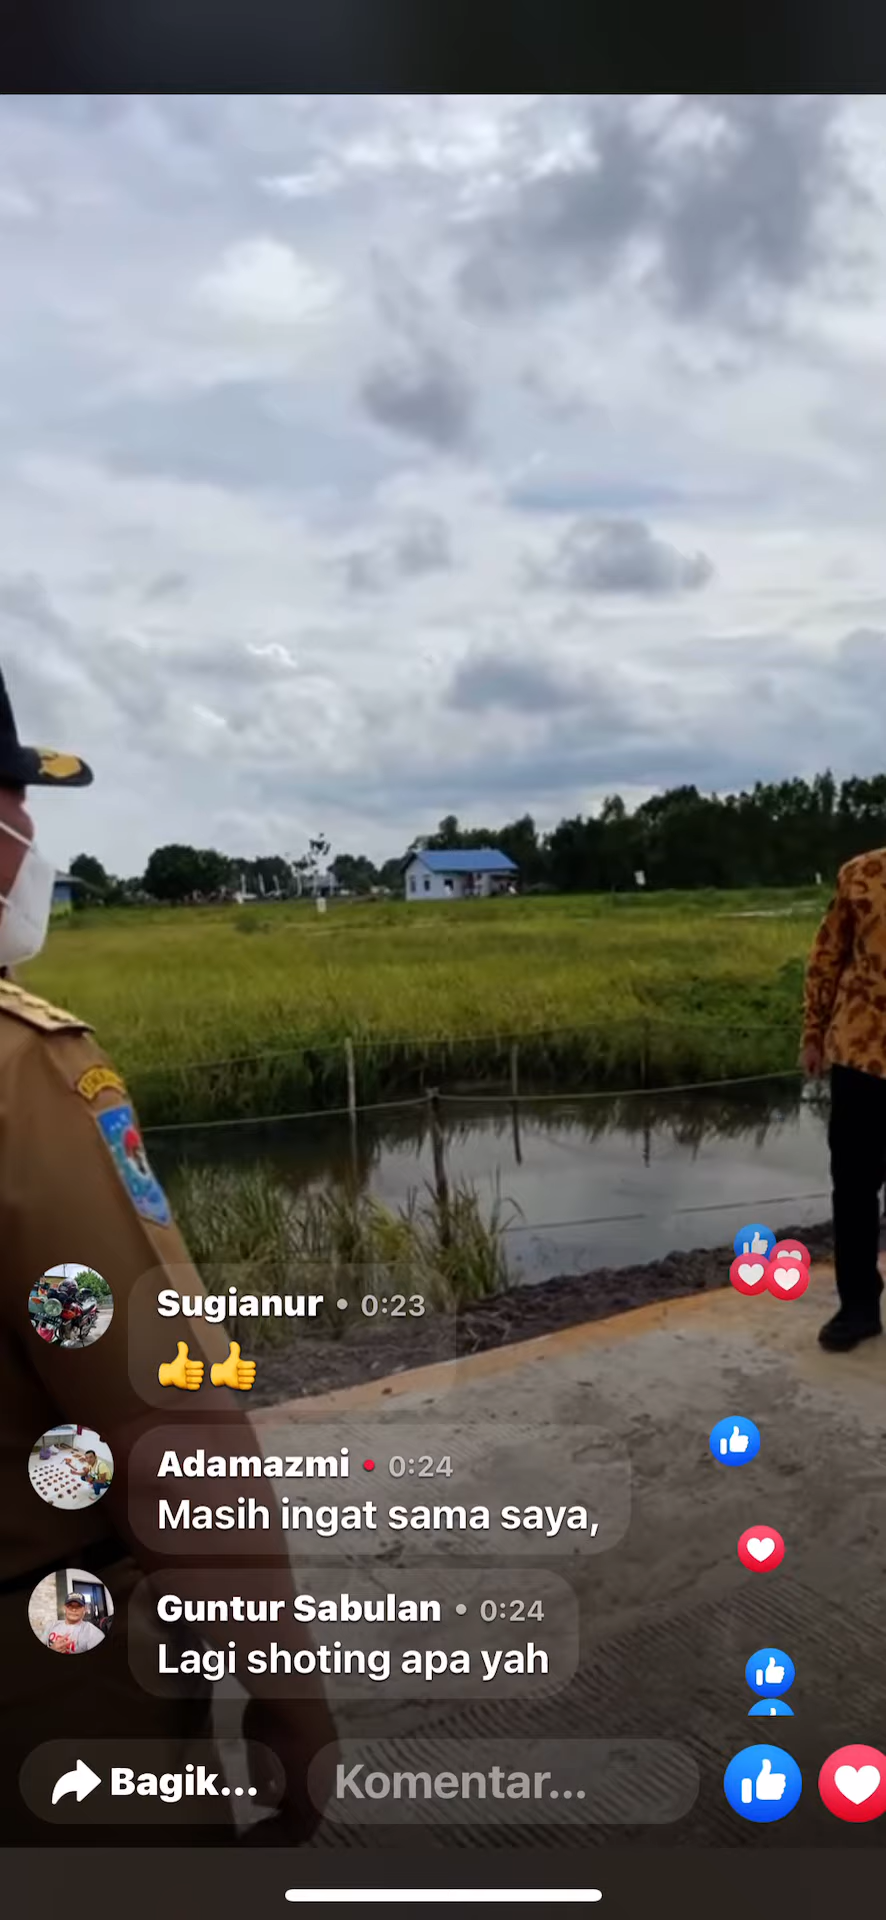 Sugianur • 0:23
👍👍
Adamazmi • 0:24
Masih ingat sama saya,
Guntur Sabulan • 0:24
Lagi shoting apa yah
Bagik...
Komentar...